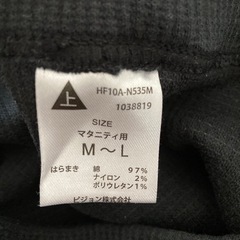 上
HF10A-N535M
1038819
SIZE
マタニティ用
M～L
はらまき 綿 97%
ナイロン 2%
ポリウレタン 1%
ピジョン株式会社